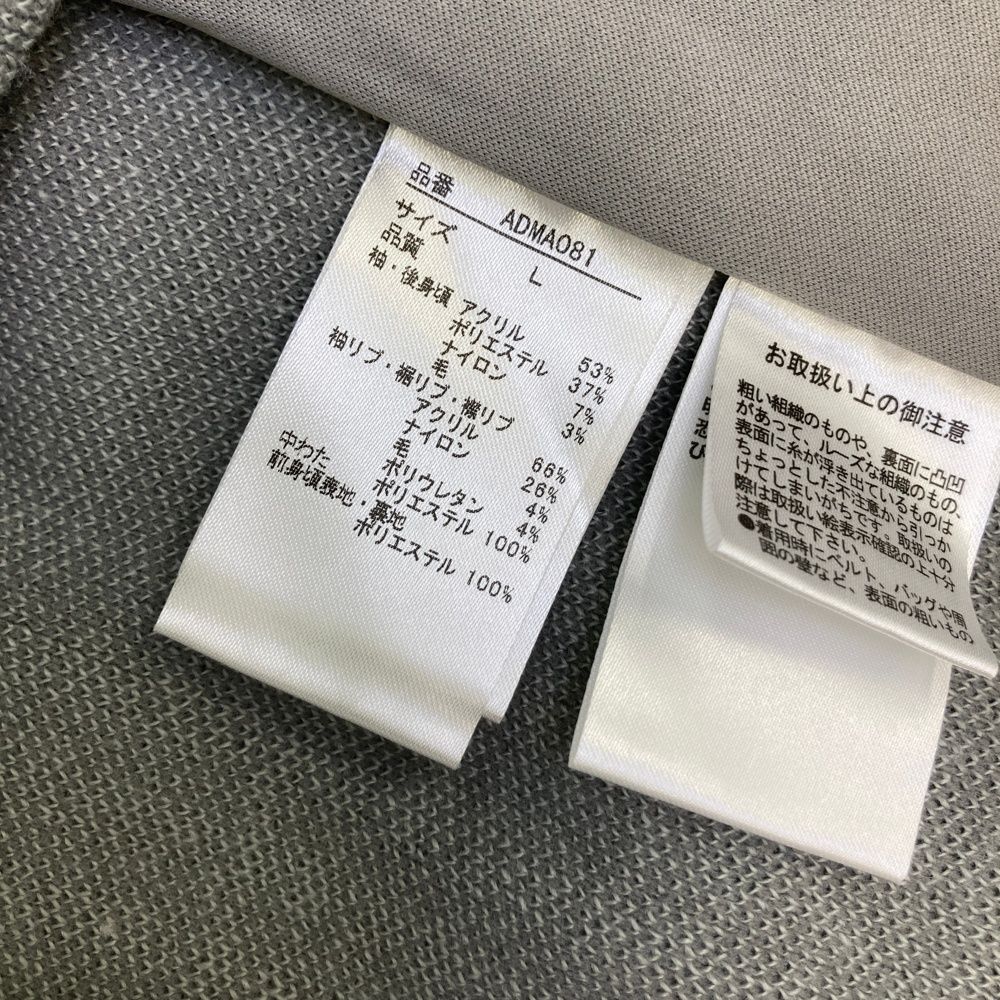 品番 ADMA081
サイズ L
品質
袖・後身頃 アクリル 53%
ポリエステル 37%
ナイロン 7%
毛 3%
袖リブ・裾リブ・襟リブ
アクリル 66%
ナイロン 26%
毛 4%
ポリウレタン 4%
中わた ポリエステル 100%
前身頃表地・裏地
ポリエステル 100%
お取扱い上の御注意
粗い組織のものや、裏面に凸凹
があって、ルーズな組織のもの、
表面に糸が浮き出ているものは
ちょっとした不注意から引っか
けてしまいがちです。取扱いの
際は取扱い絵表示確認の上十分
注意して下さい。
●着用時にベルト、バッグや周
面の壁など、表面の粗いもの